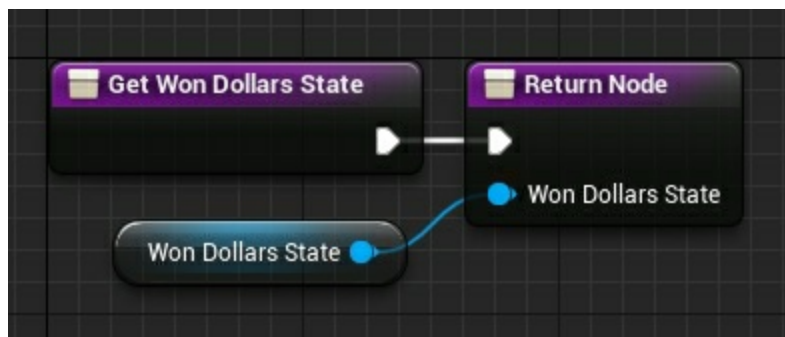 Get Won Dollars State
Return Node
Won Dollars State
Won Dollars State